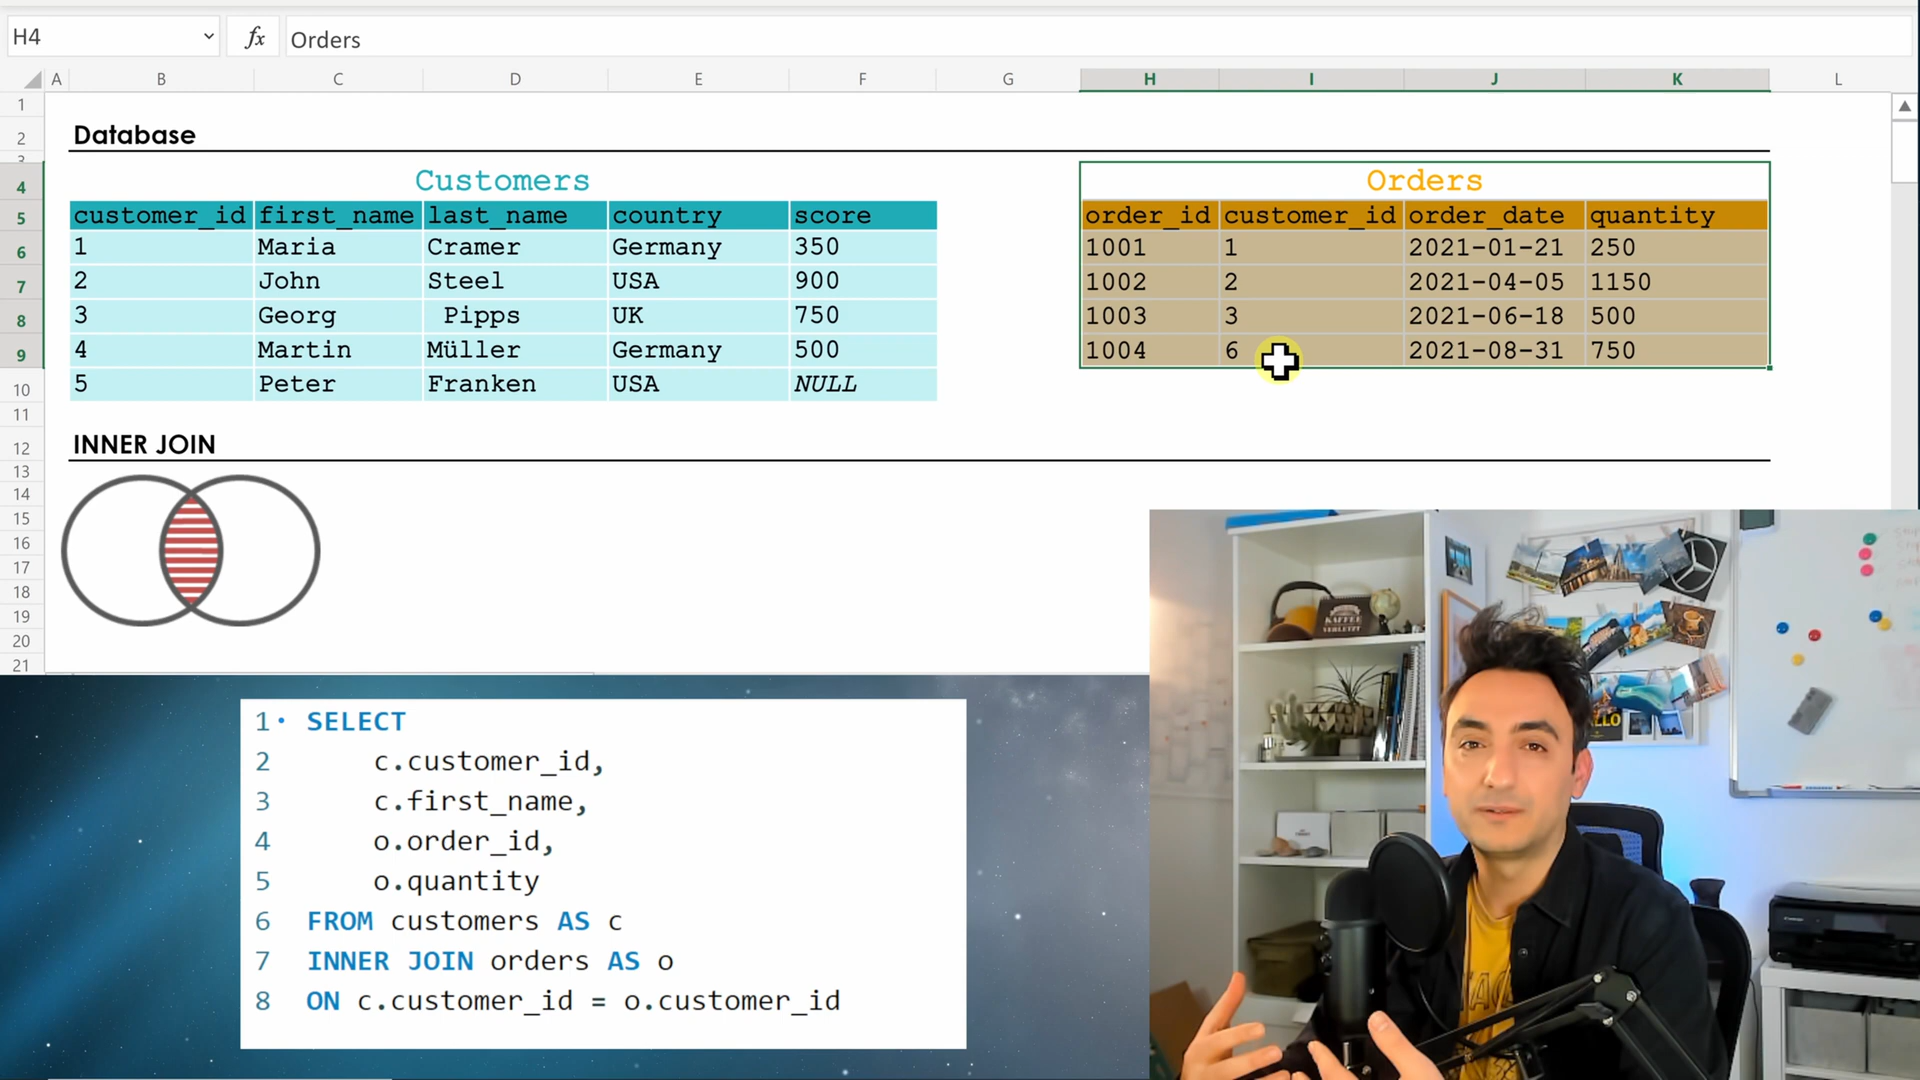 H4 fx Orders
A B C D E F G H I J K L
1
2 Database
3
4 Customers Orders
5 customer_id first_name last_name country score order_id customer_id order_date quantity
6 1 Maria Cramer Germany 350 1001 1 2021-01-21 250
7 2 John Steel USA 900 1002 2 2021-04-05 1150
8 3 Georg Pipps UK 750 1003 3 2021-06-18 500
9 4 Martin Müller Germany 500 1004 6 2021-08-31 750
10 5 Peter Franken USA NULL
11
12 INNER JOIN
13
14
15
16
17
18
19
20
21
1 SELECT
2 c.customer_id,
3 c.first_name,
4 o.order_id,
5 o.quantity
6 FROM customers AS c
7 INNER JOIN orders AS o
8 ON c.customer_id = o.customer_id
KAFFEE
VERLETZT